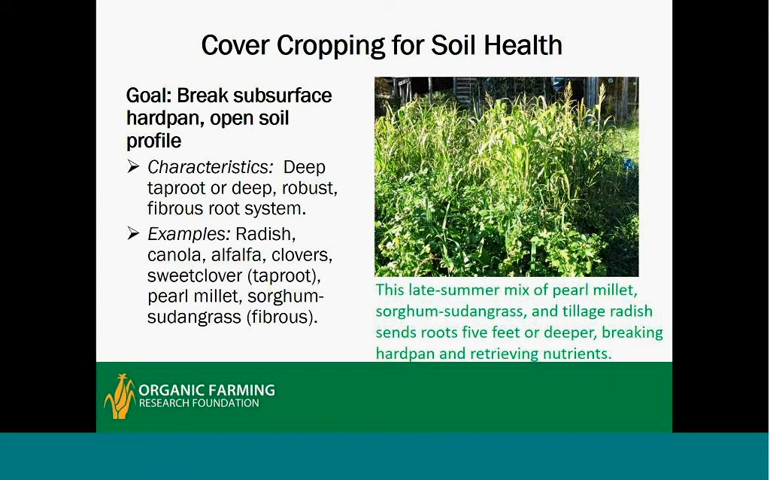 Cover Cropping for Soil Health
Goal: Break subsurface
hardpan, open soil
profile
➢ Characteristics: Deep
taproot or deep, robust,
fibrous root system.
➢ Examples: Radish,
canola, alfalfa, clovers,
sweetclover (taproot),
pearl millet, sorghum-
sudangrass (fibrous).
This late-summer mix of pearl millet,
sorghum-sudangrass, and tillage radish
sends roots five feet or deeper, breaking
hardpan and retrieving nutrients.
ORGANIC FARMING
RESEARCH FOUNDATION